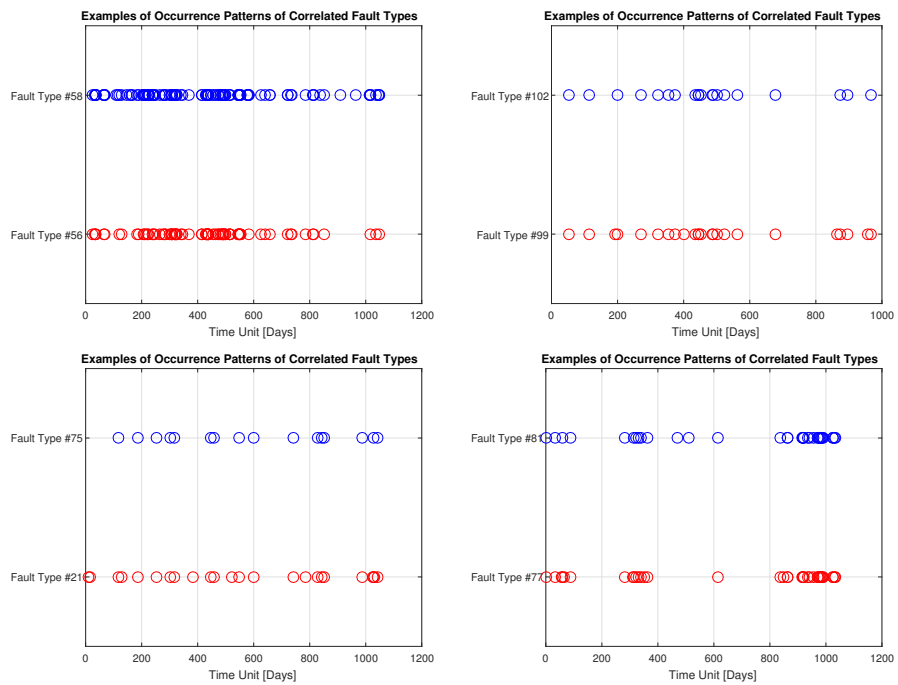 Examples of Occurrence Patterns of Correlated Fault Types
Fault Type #58
Fault Type #56
0 200 400 600 800 1000 1200
Time Unit [Days]
Examples of Occurrence Patterns of Correlated Fault Types
Fault Type #102
Fault Type #99
0 200 400 600 800 1000
Time Unit [Days]
Examples of Occurrence Patterns of Correlated Fault Types
Fault Type #75
Fault Type #21
0 200 400 600 800 1000 1200
Time Unit [Days]
Examples of Occurrence Patterns of Correlated Fault Types
Fault Type #81
Fault Type #77
0 200 400 600 800 1000 1200
Time Unit [Days]